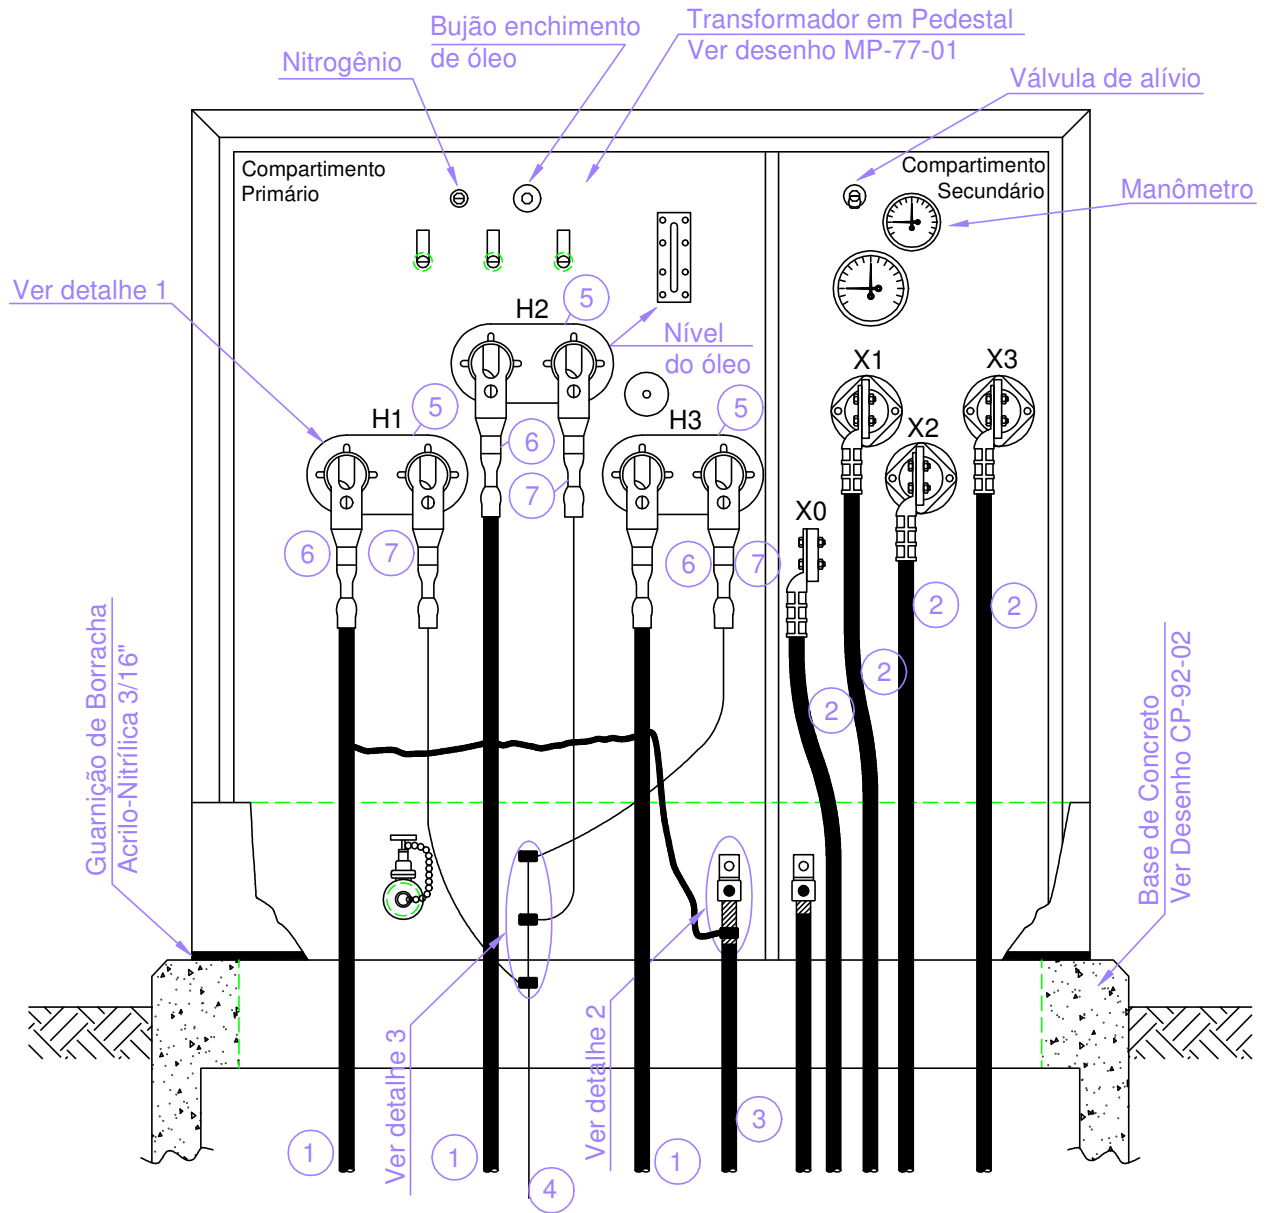 Bujão enchimento
de óleo
Transformador em Pedestal
Ver desenho MP-77-01
Nitrogênio
Válvula de alívio
Compartimento
Primário
Compartimento
Secundário
Manômetro
Ver detalhe 1
5
H2
Nível
do óleo
X1
X3
5
H1
H3
5
X2
6
7
X0
6
7
6
7
2
2
2
2
Guarnição de Borracha
Acrilo-Nitrílica 3/16"
Base de Concreto
Ver Desenho CP-92-02
Ver detalhe 3
Ver detalhe 2
3
1
1
1
4